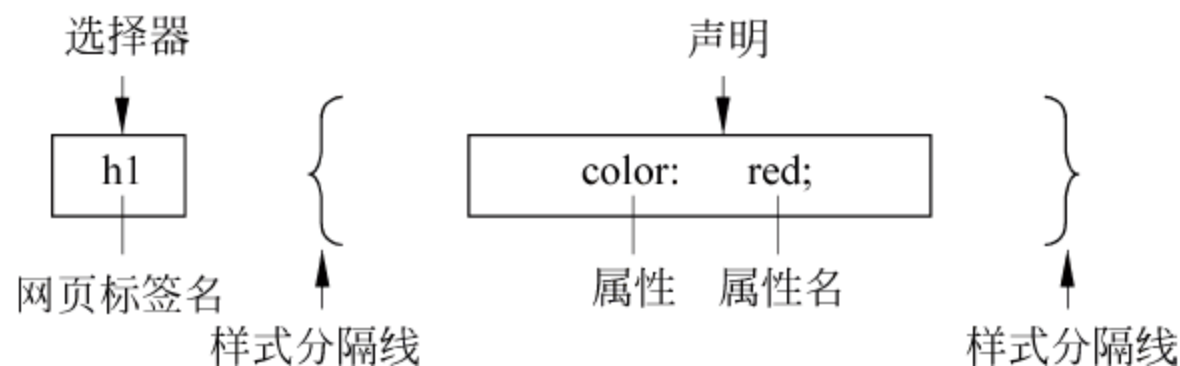 选择器 声明
h1 { color: red; }
网页标签名 属性 属性名
样式分隔线 样式分隔线